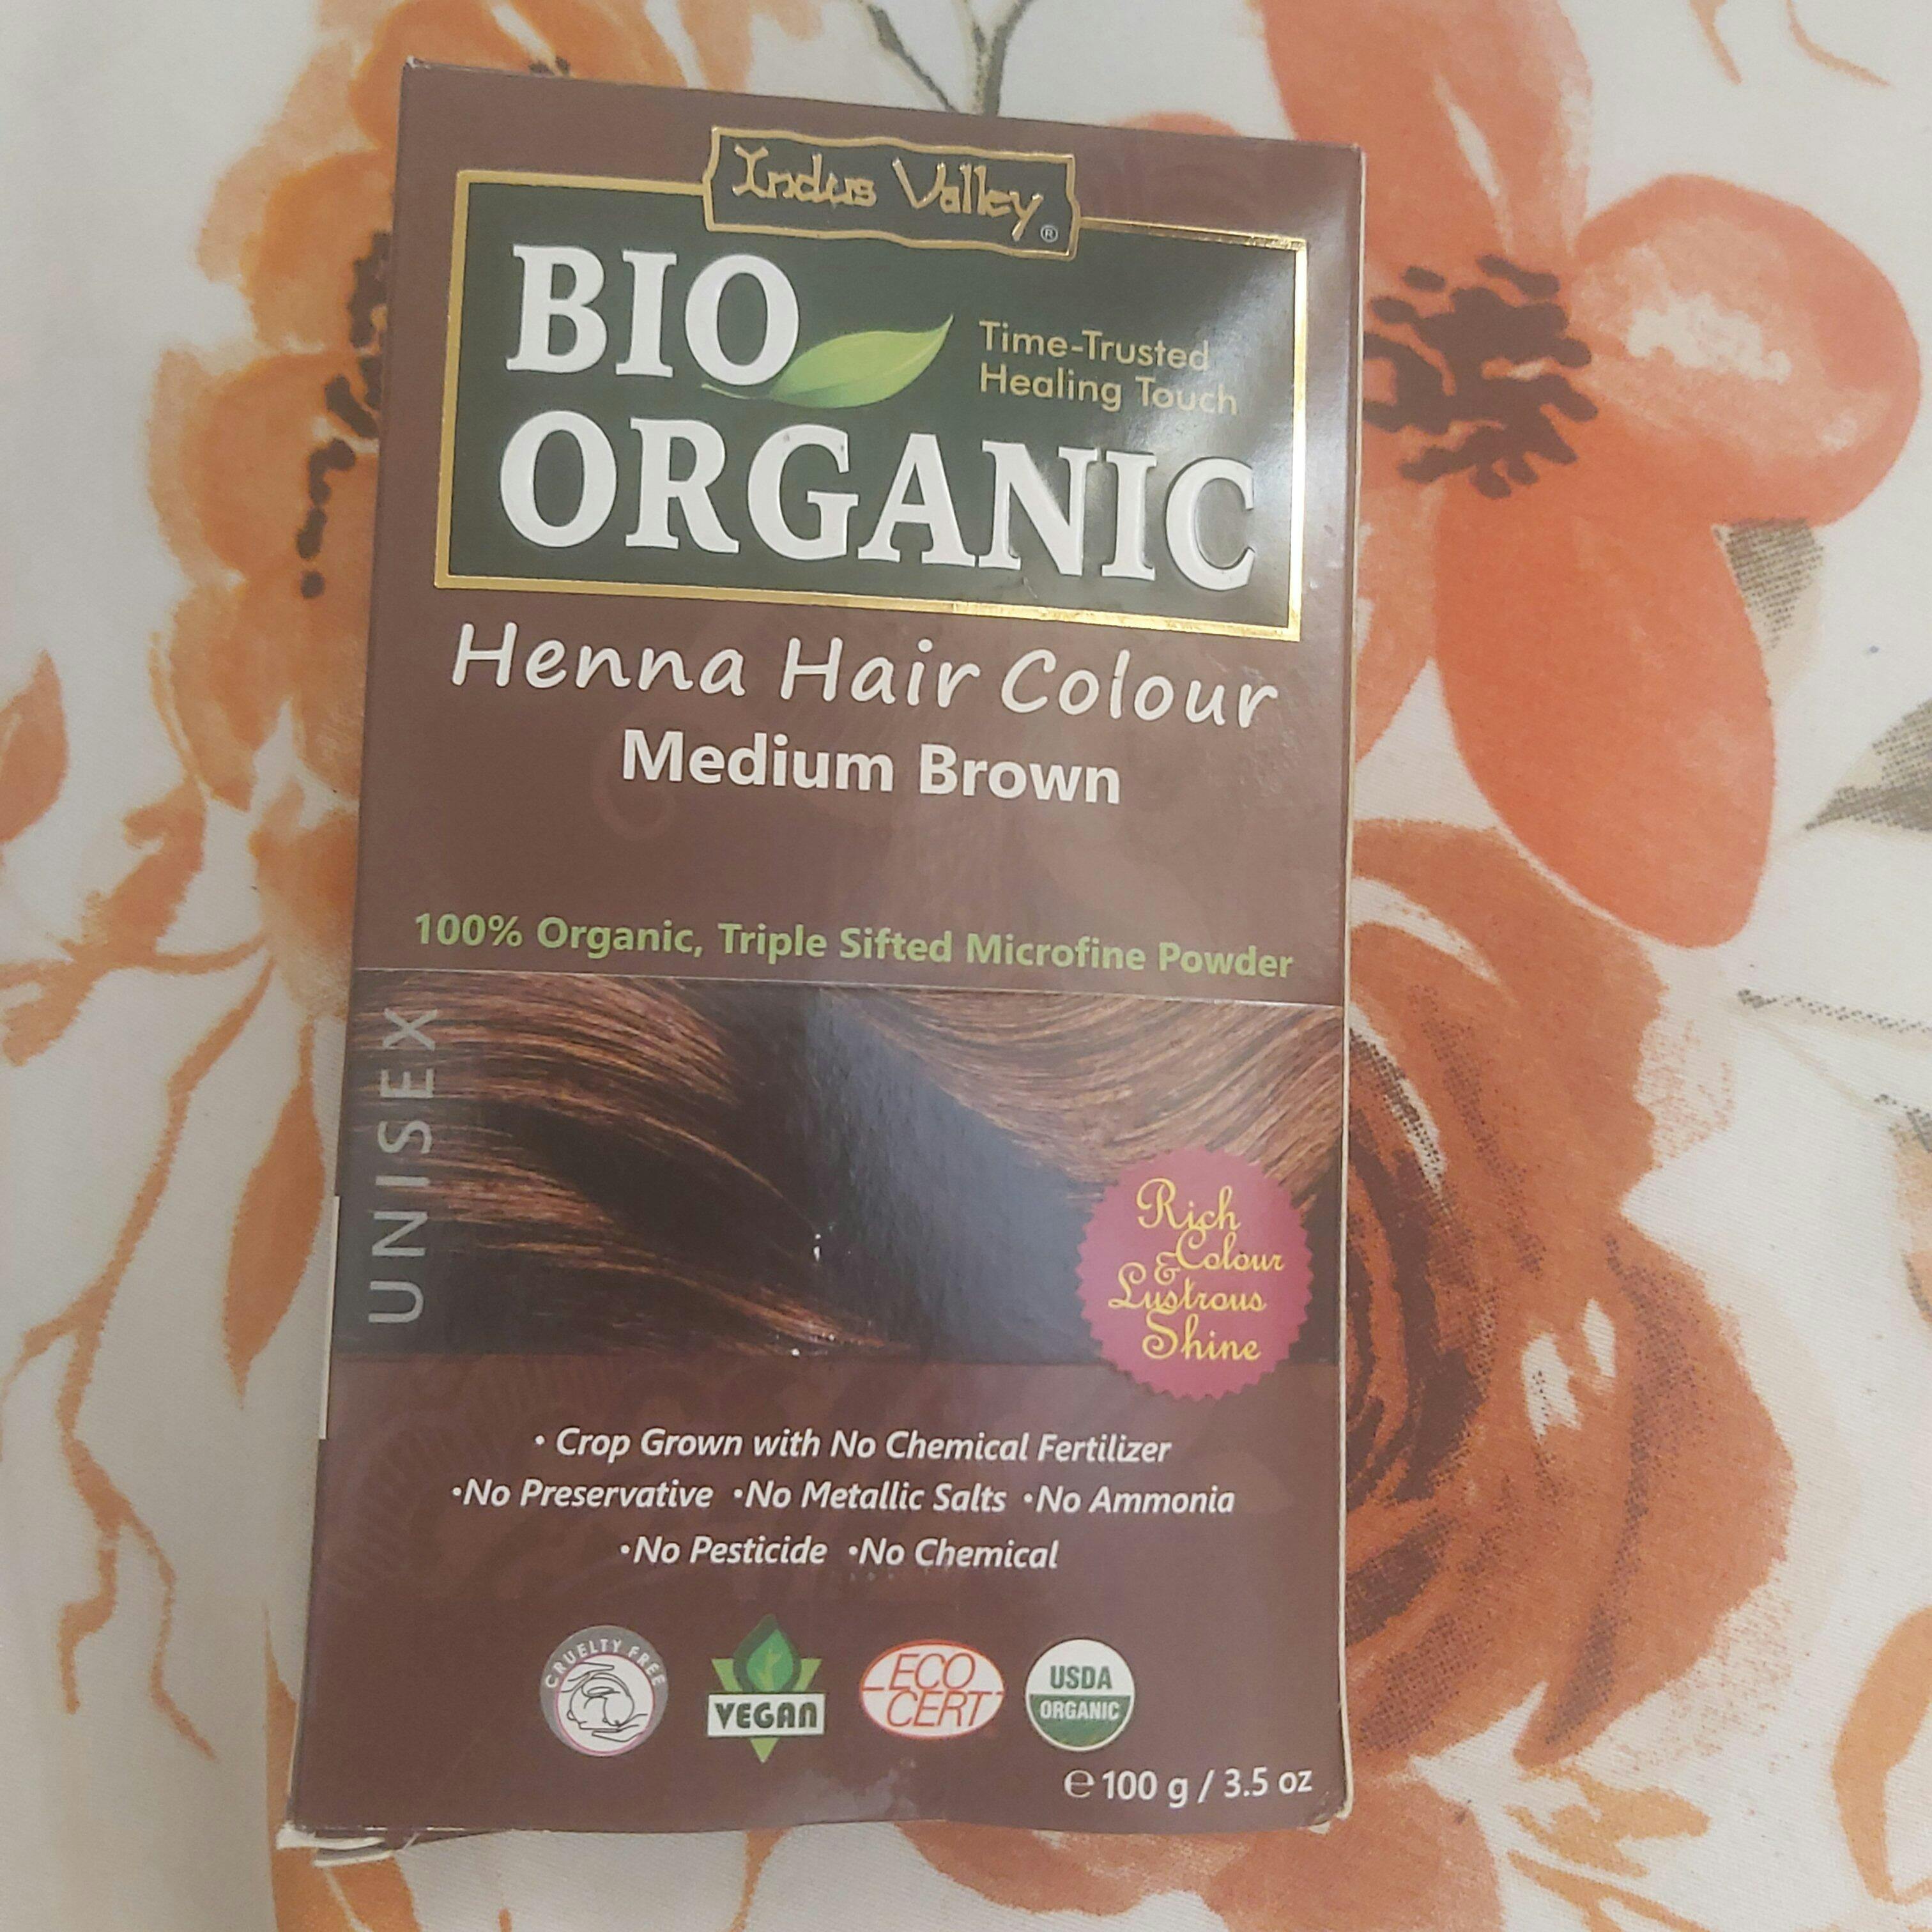 Indus Valley®
BIO
Time-Trusted
Healing Touch
ORGANIC
Henna Hair Colour
Medium Brown
100% Organic, Triple Sifted Microfine Powder
UNISEX
Rich
Colour
&
Lustrous
Shine
• Crop Grown with No Chemical Fertilizer
•No Preservative •No Metallic Salts •No Ammonia
•No Pesticide •No Chemical
CRUELTY FREE
VEGAN
ECO
CERT
USDA
ORGANIC
℮ 100 g / 3.5 oz